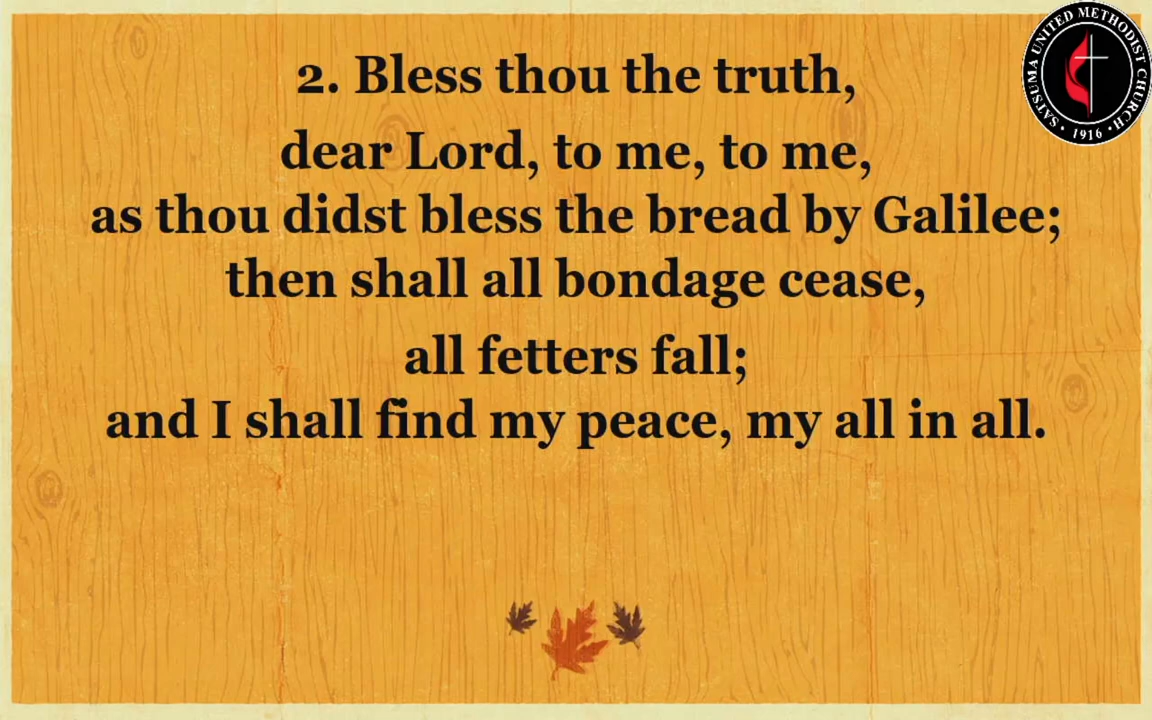 2. Bless thou the truth,
dear Lord, to me, to me,
as thou didst bless the bread by Galilee;
then shall all bondage cease,
all fetters fall;
and I shall find my peace, my all in all.
SATSUMA UNITED METHODIST CHURCH
• 1916 •